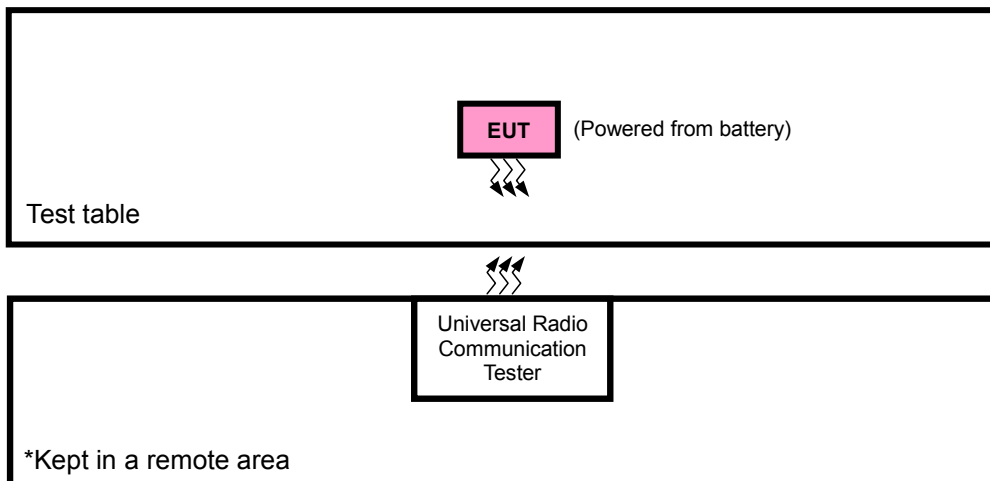 EUT
(Powered from battery)
Test table
Universal Radio
Communication
Tester
*Kept in a remote area